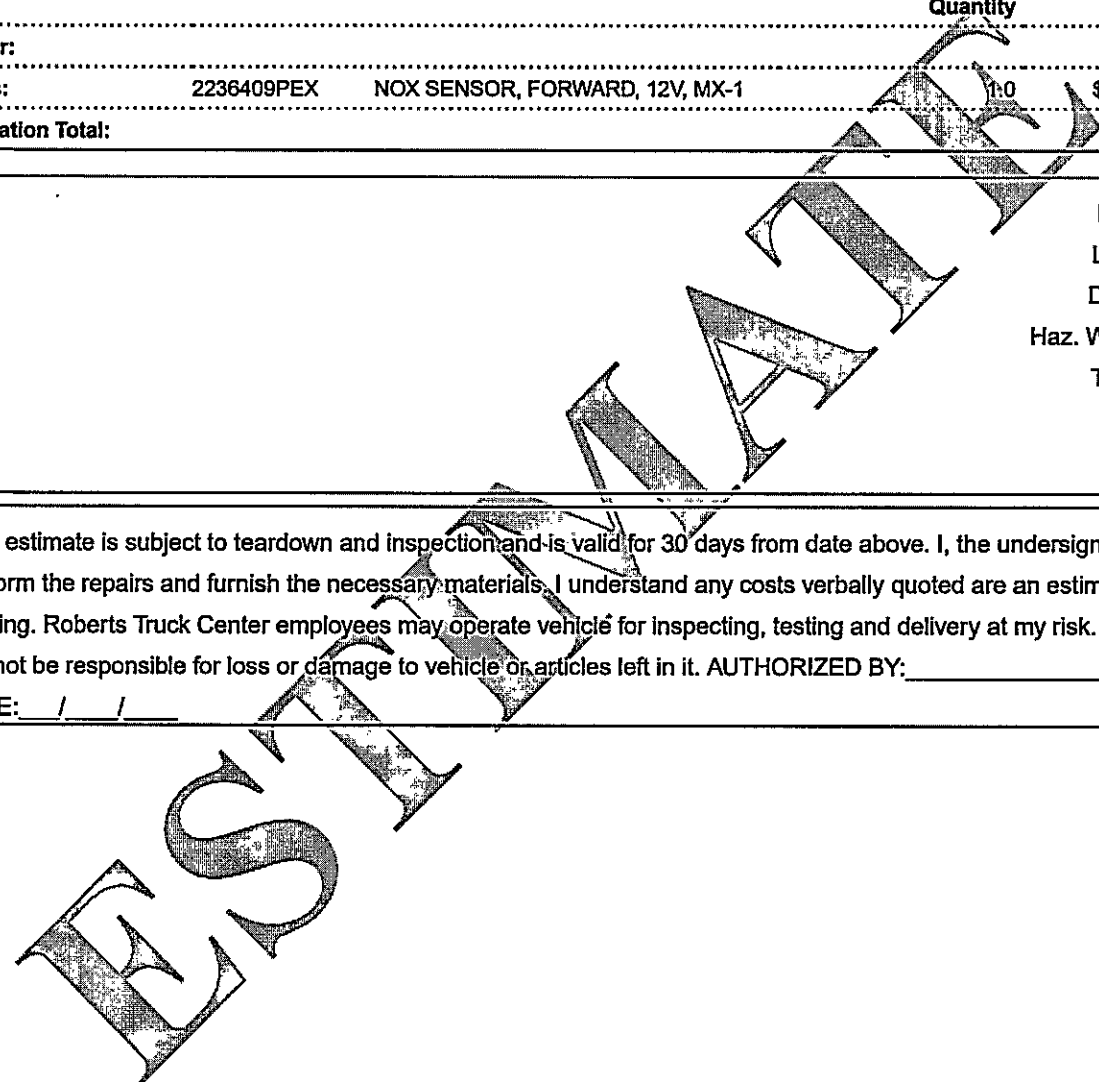 Quantity
r:
s: 2236409PEX NOX SENSOR, FORWARD, 12V, MX-1 1.0 $
ation Total:
L
D
Haz. W
T
estimate is subject to teardown and inspection and is valid for 30 days from date above. I, the undersign
orm the repairs and furnish the necessary materials. I understand any costs verbally quoted are an estim
ing. Roberts Truck Center employees may operate vehicle for inspecting, testing and delivery at my risk.
not be responsible for loss or damage to vehicle or articles left in it. AUTHORIZED BY:
E:___/___/___
ESTIMATE